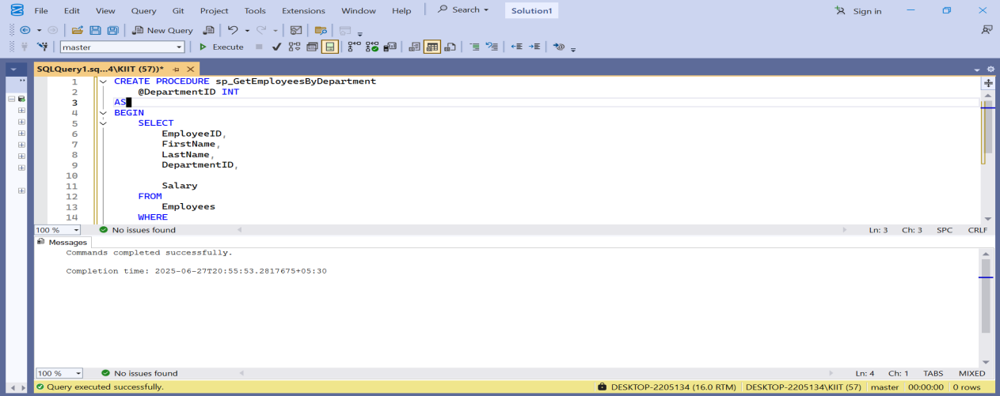 File Edit View Query Git Project Tools Extensions Window Help Search Solution1 Sign in
New Query
master Execute
SQLQuery1.sq...4\KIIT (57))*
1 CREATE PROCEDURE sp_GetEmployeesByDepartment
2 @DepartmentID INT
3 AS
4 BEGIN
5 SELECT
6 EmployeeID,
7 FirstName,
8 LastName,
9 DepartmentID,
10
11 Salary
12 FROM
13 Employees
14 WHERE
100 % No issues found Ln: 3 Ch: 3 SPC CRLF
Messages
Commands completed successfully.
Completion time: 2025-06-27T20:55:53.2817675+05:30
100 % No issues found Ln: 4 Ch: 1 TABS MIXED
Query executed successfully. DESKTOP-2205134 (16.0 RTM) DESKTOP-2205134\KIIT (57) master 00:00:00 0 rows